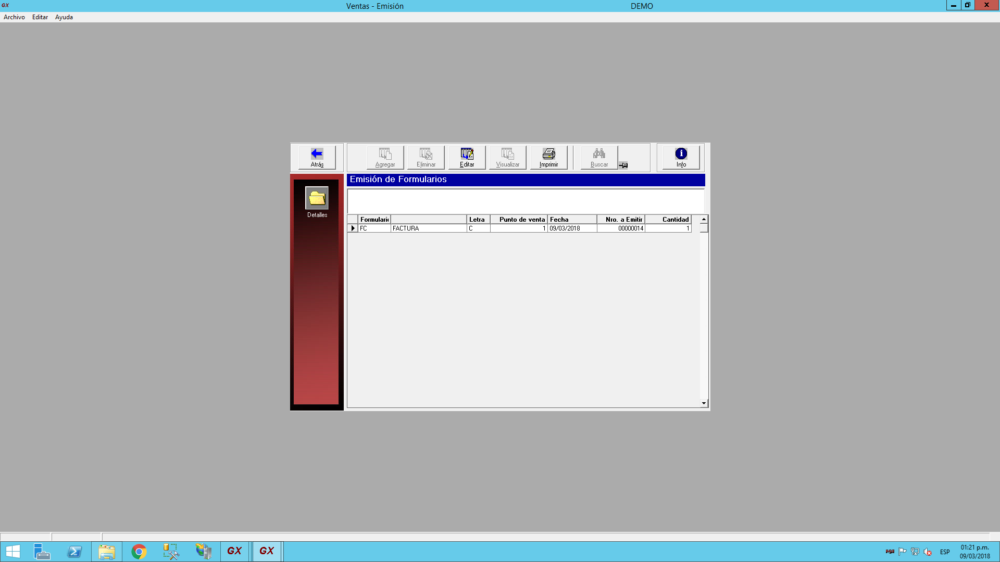 GX Ventas - Emisión DEMO
Archivo Editar Ayuda
Atrás Agregar Eliminar Editar Visualizar Imprimir Buscar Info
Emisión de Formularios
Detalles
Formulario Letra Punto de venta Fecha Nro. a Emitir Cantidad
FC FACTURA C 1 09/03/2018 00000014 1
GX GX ESP 01:21 p.m.
09/03/2018